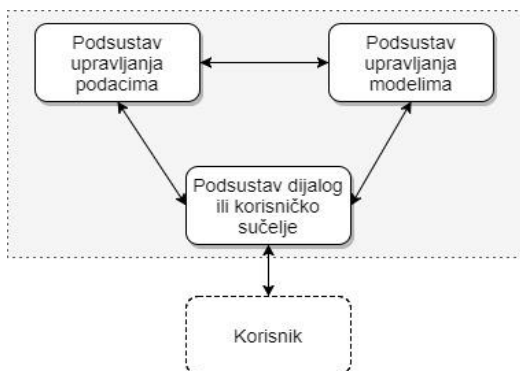 Podsustav
upravljanja
podacima
Podsustav
upravljanja
modelima
Podsustav dijalog
ili korisničko
sučelje
Korisnik